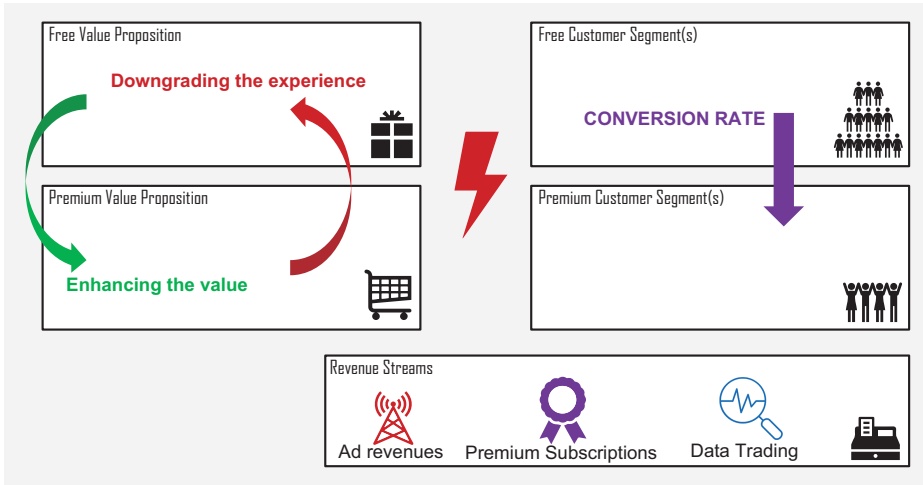 Free Value Proposition
Downgrading the experience
Free Customer Segment(s)
CONVERSION RATE
Premium Value Proposition
Enhancing the value
Premium Customer Segment(s)
Revenue Streams
Ad revenues
Premium Subscriptions
Data Trading